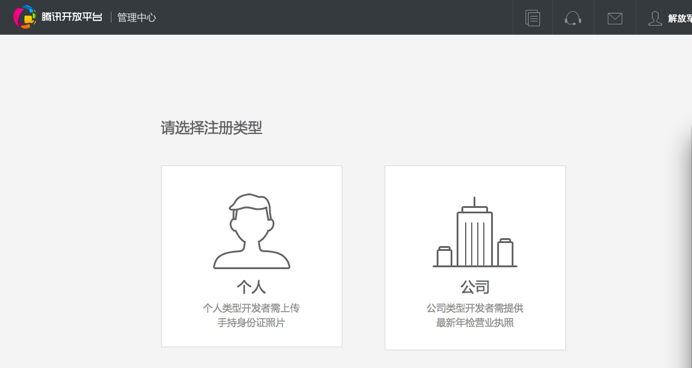 腾讯开放平台 管理中心 解放军
请选择注册类型
个人
个人类型开发者需上传
手持身份证照片
公司
公司类型开发者需提供
最新年检营业执照